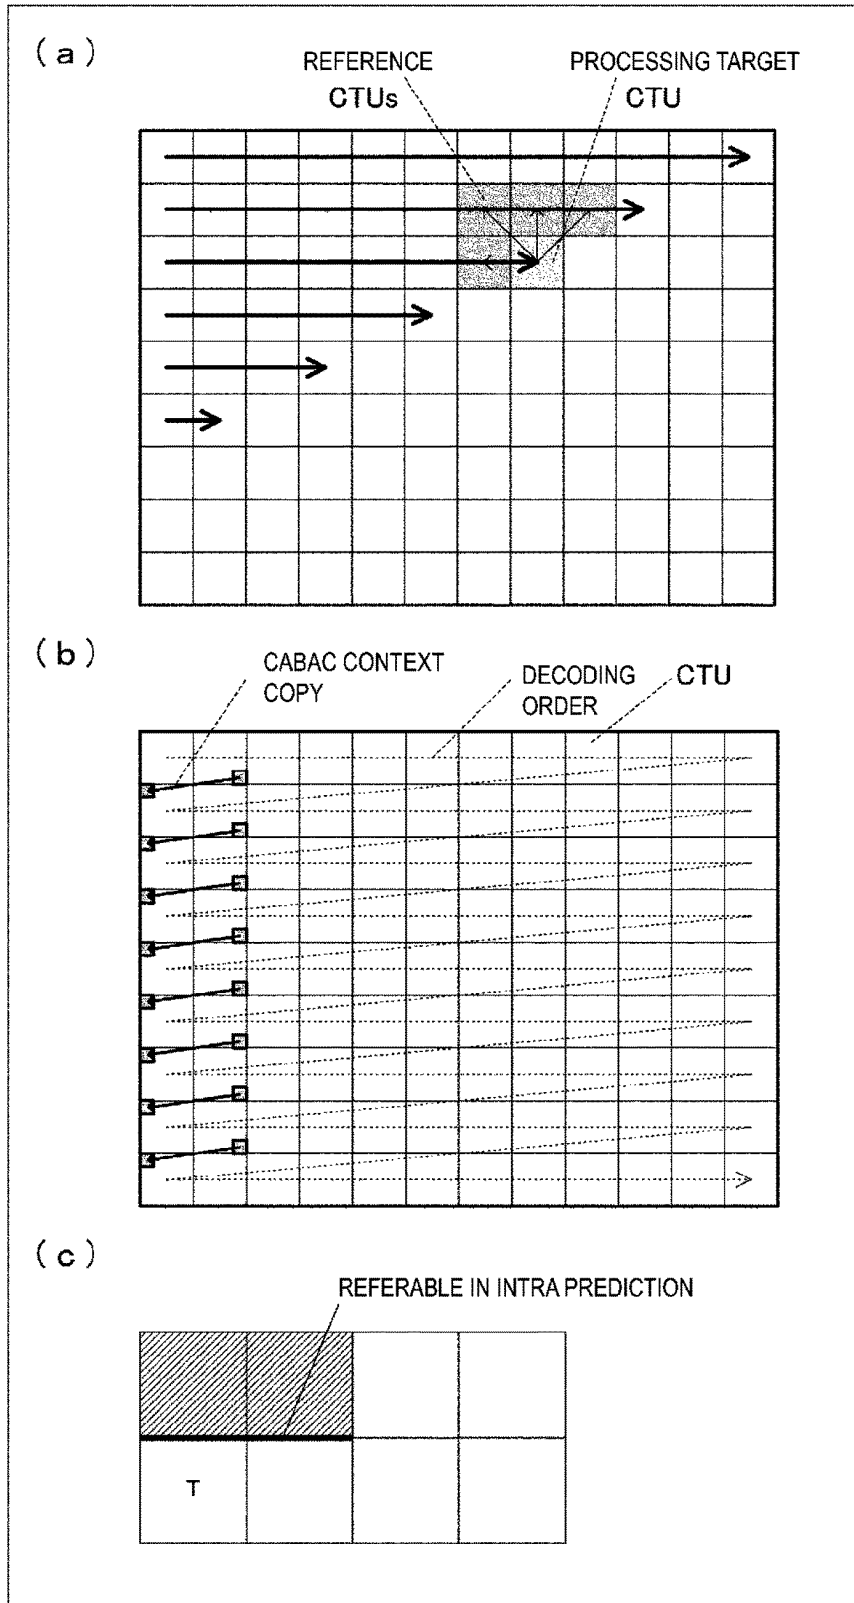 (a)
REFERENCE
CTUs
PROCESSING TARGET
CTU
(b)
CABAC CONTEXT
COPY
DECODING
ORDER
CTU
(c)
REFERABLE IN INTRA PREDICTION
T